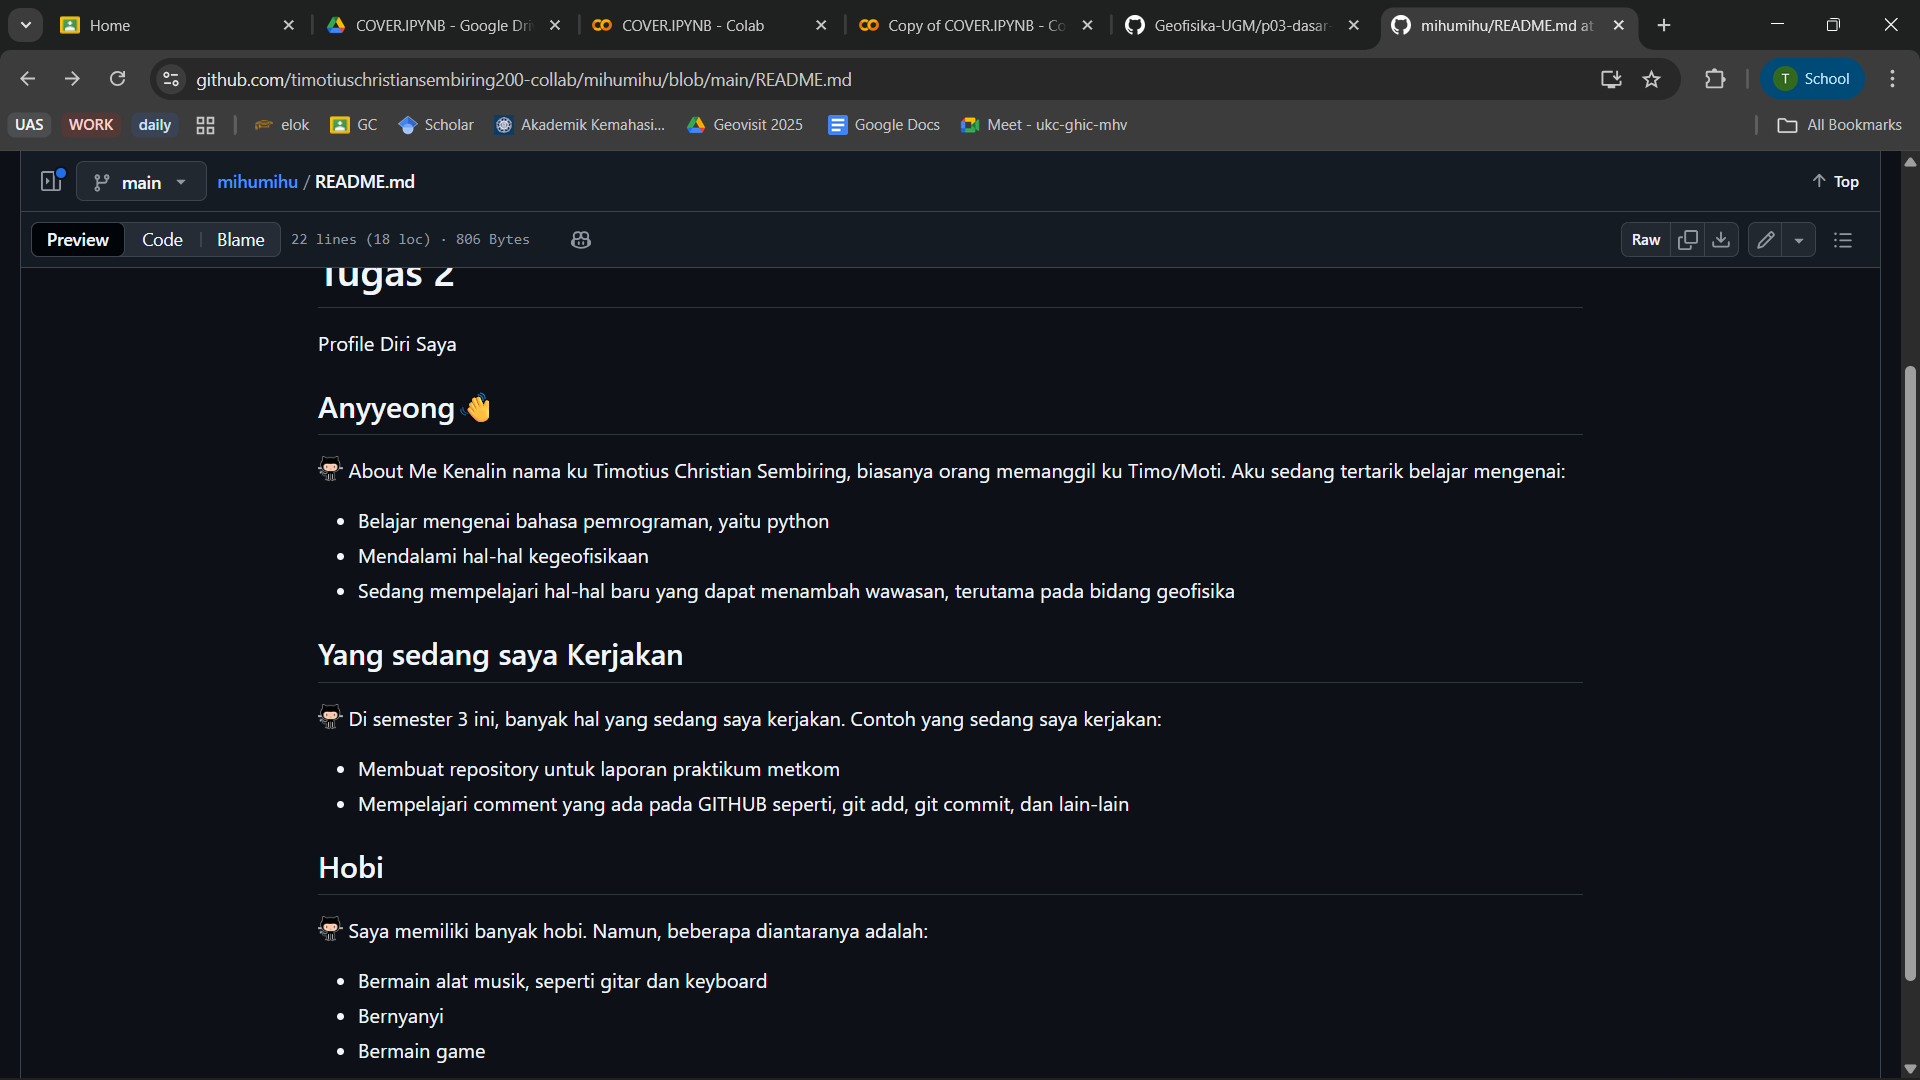 Home
COVER.IPYNB - Google Dri
COVER.IPYNB - Colab
Copy of COVER.IPYNB - Co
Geofisika-UGM/p03-dasar-
mihumihu/README.md at
github.com/timotiuschristiansembiring200-collab/mihumihu/blob/main/README.md
T School
UAS WORK daily elok GC Scholar Akademik Kemahasi... Geovisit 2025 Google Docs Meet - ukc-ghic-mhv All Bookmarks
main mihumihu / README.md Top
Preview Code Blame 22 lines (18 loc) · 806 Bytes Raw
Tugas 2
Profile Diri Saya
Anyyeong 👋
About Me Kenalin nama ku Timotius Christian Sembiring, biasanya orang memanggil ku Timo/Moti. Aku sedang tertarik belajar mengenai:
• Belajar mengenai bahasa pemrograman, yaitu python
• Mendalami hal-hal kegeofisikaan
• Sedang mempelajari hal-hal baru yang dapat menambah wawasan, terutama pada bidang geofisika
Yang sedang saya Kerjakan
Di semester 3 ini, banyak hal yang sedang saya kerjakan. Contoh yang sedang saya kerjakan:
• Membuat repository untuk laporan praktikum metkom
• Mempelajari comment yang ada pada GITHUB seperti, git add, git commit, dan lain-lain
Hobi
Saya memiliki banyak hobi. Namun, beberapa diantaranya adalah:
• Bermain alat musik, seperti gitar dan keyboard
• Bernyanyi
• Bermain game